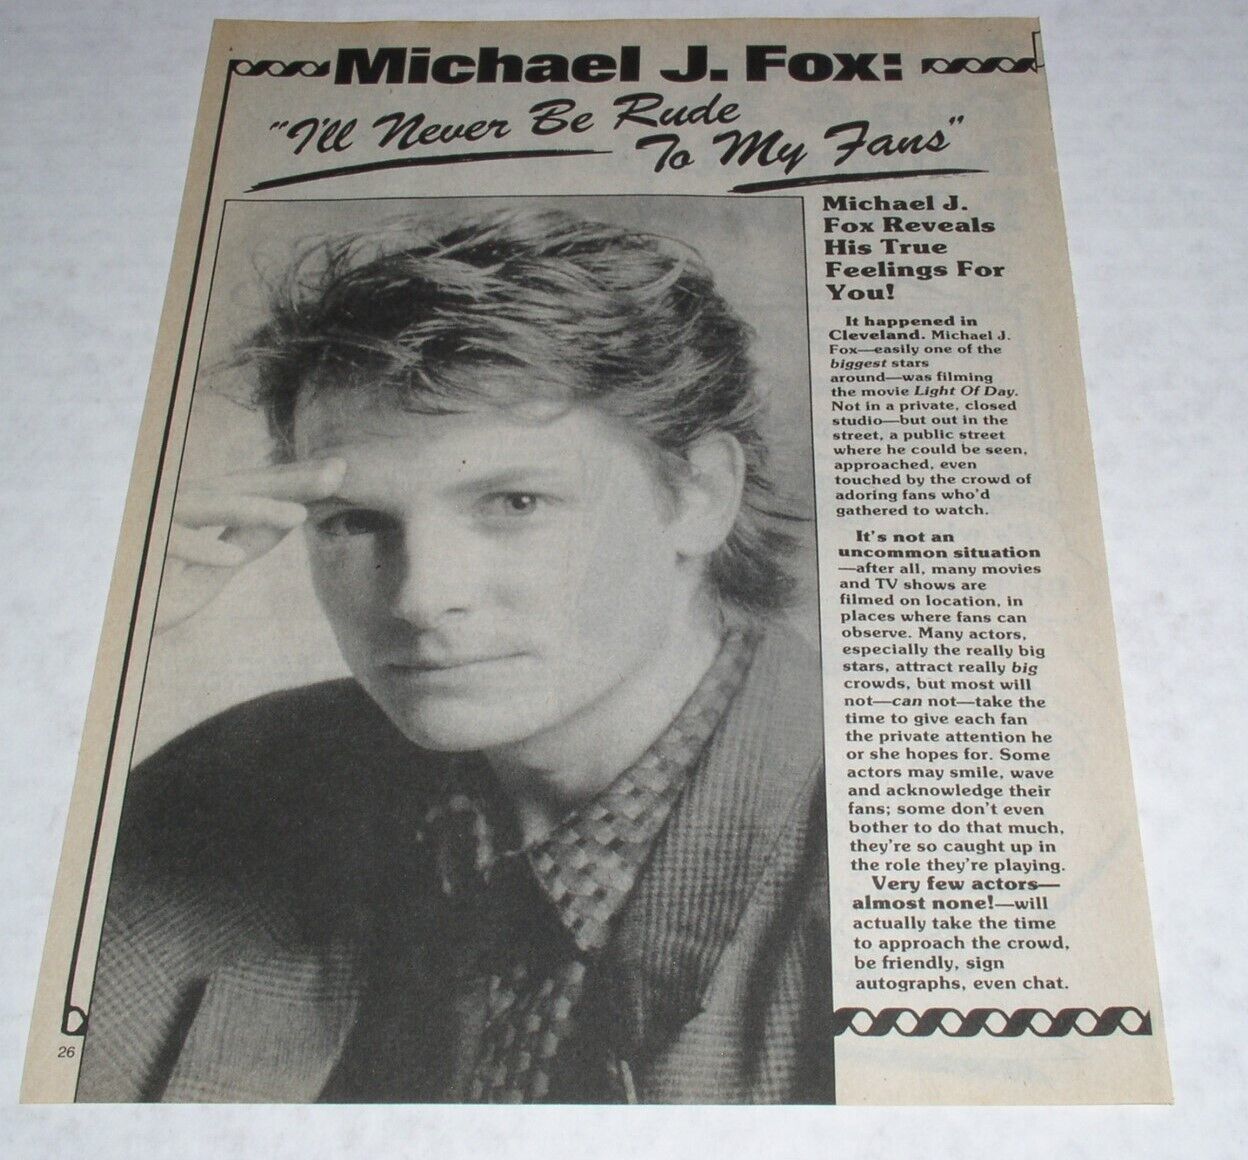 Michael J. Fox:
"I'll Never Be Rude
To My Fans"
Michael J.
Fox Reveals
His True
Feelings For
You!
It happened in
Cleveland. Michael J.
Fox—easily one of the
biggest stars
around—was filming
the movie Light Of Day.
Not in a private, closed
studio—but out in the
street, a public street
where he could be seen,
approached, even
touched by the crowd of
adoring fans who'd
gathered to watch.
It's not an
uncommon situation
—after all, many movies
and TV shows are
filmed on location, in
places where fans can
observe. Many actors,
especially the really big
stars, attract really big
crowds, but most will
not—can not—take the
time to give each fan
the private attention he
or she hopes for. Some
actors may smile, wave
and acknowledge their
fans; some don't even
bother to do that much,
they're so caught up in
the role they're playing.
Very few actors—
almost none!—will
actually take the time
to approach the crowd,
be friendly, sign
autographs, even chat.
26